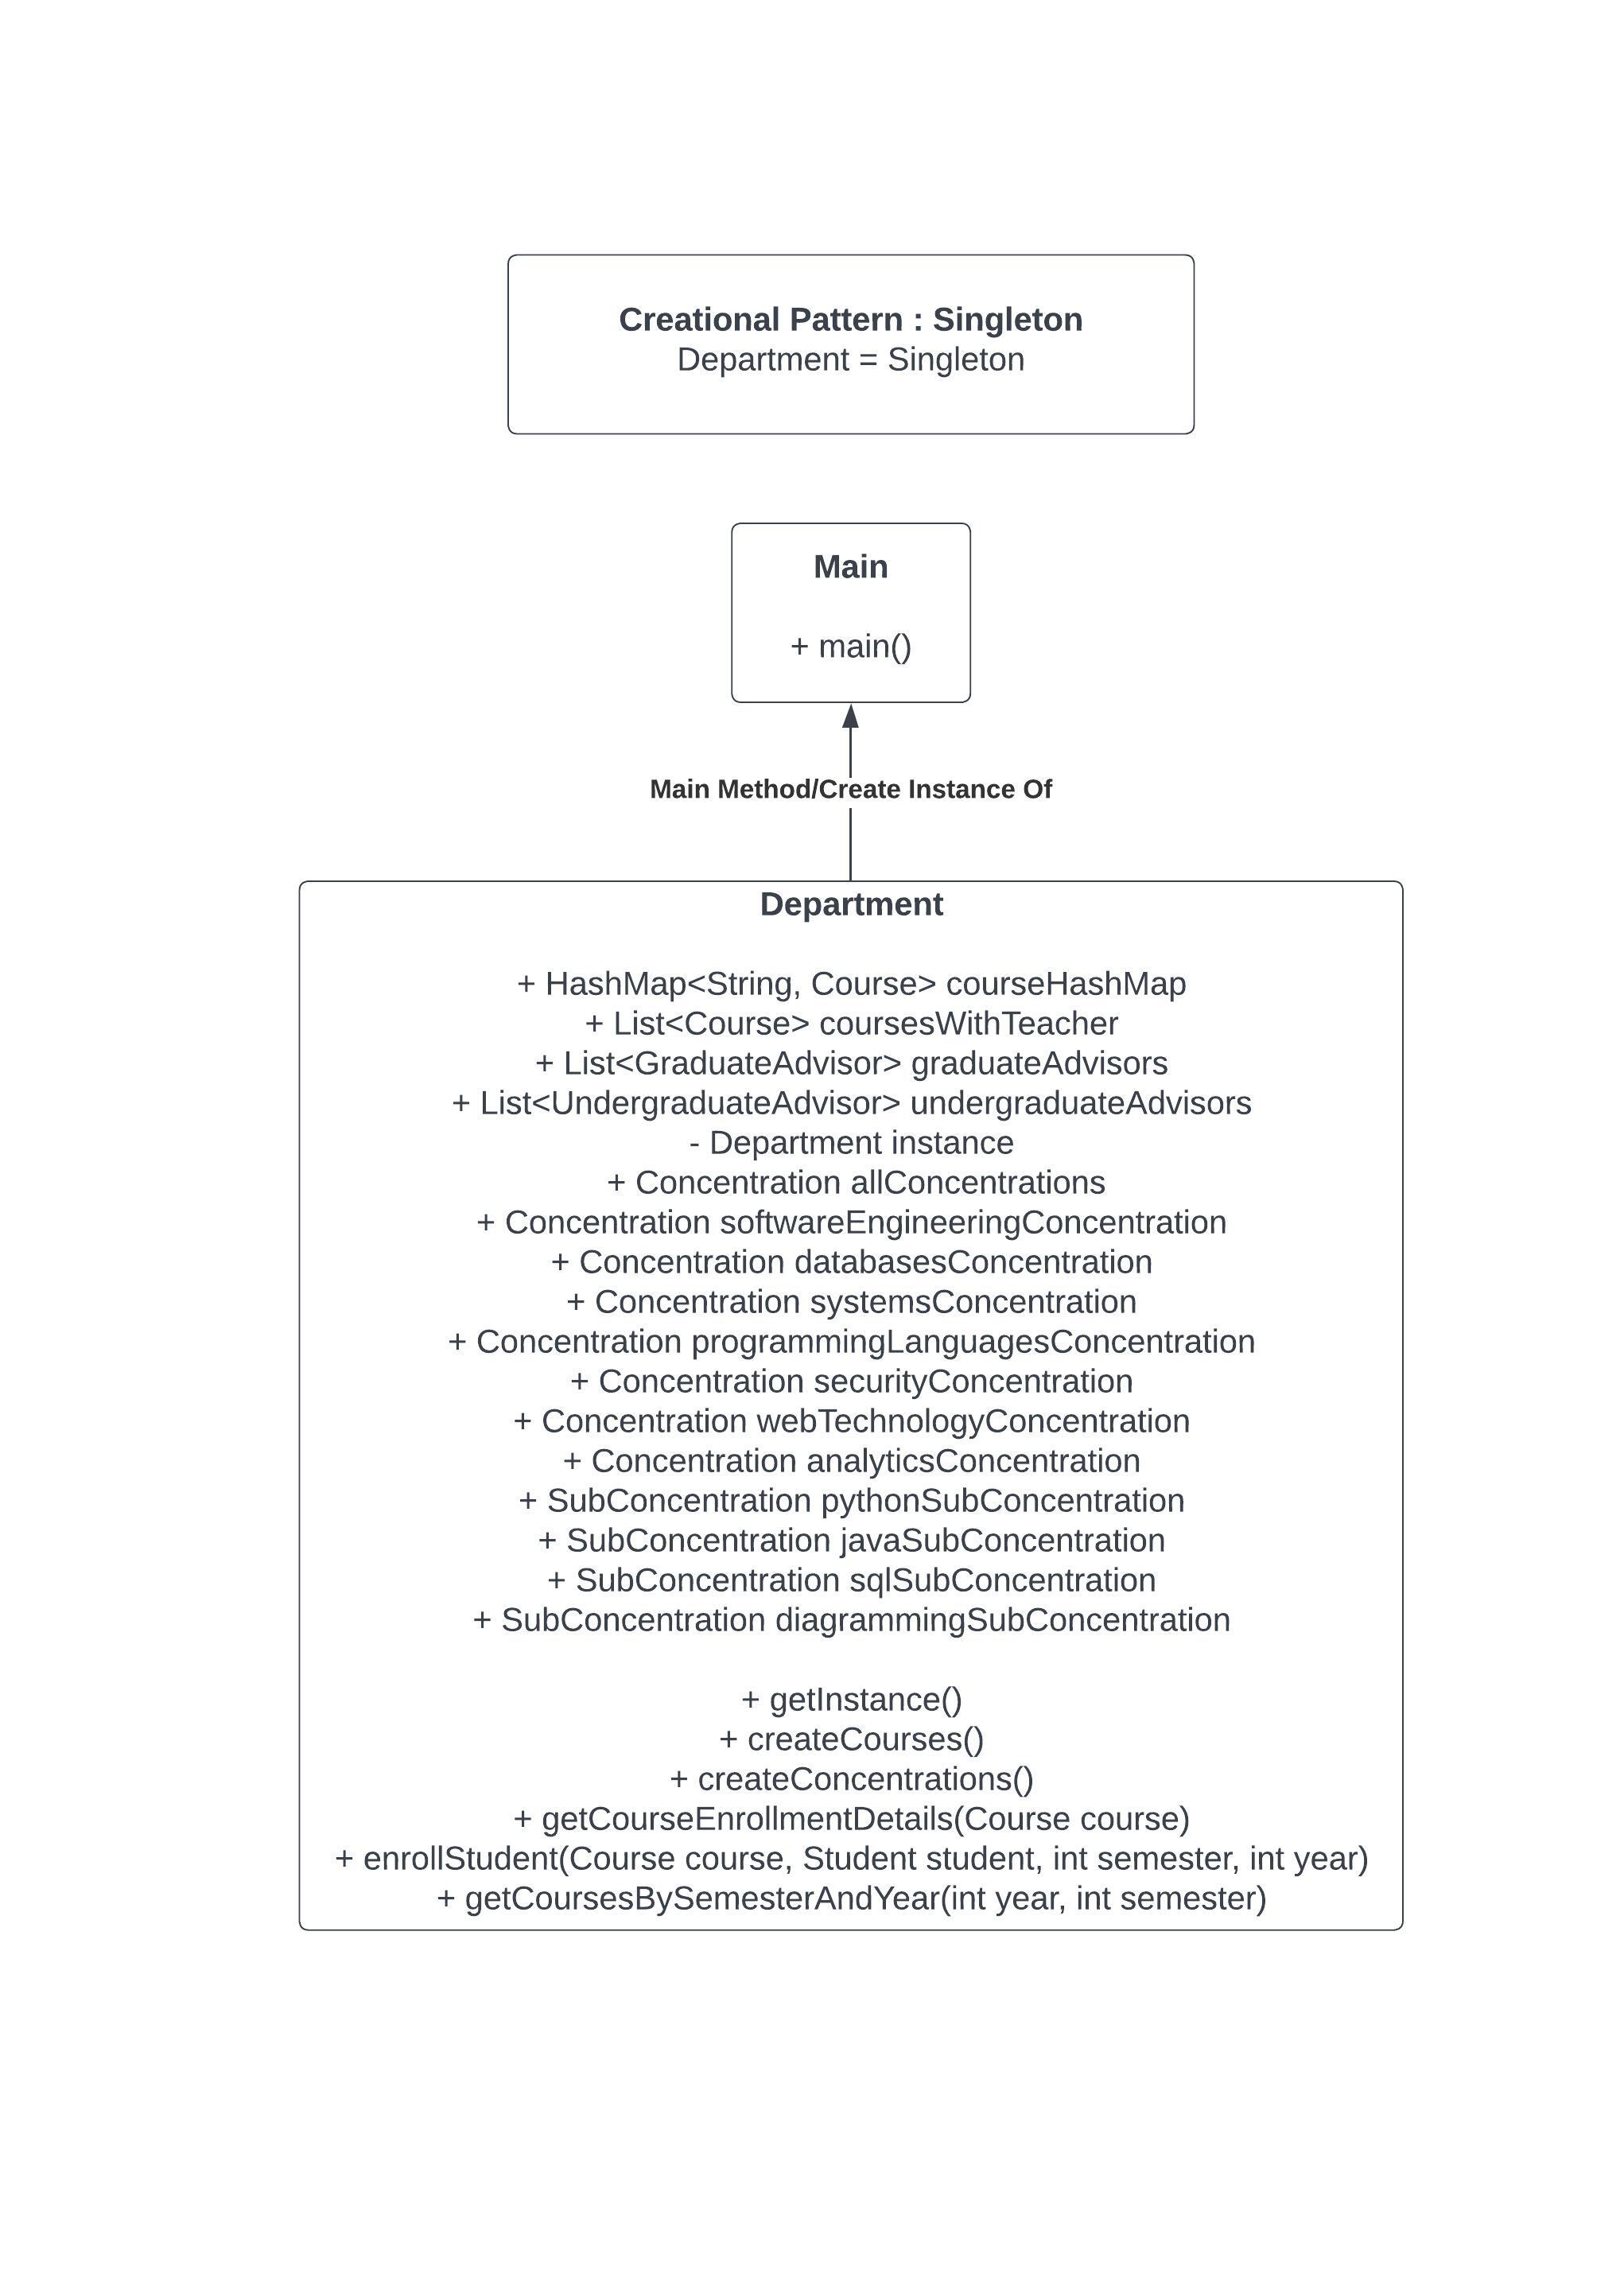 Creational Pattern : Singleton
Department = Singleton
Main
+ main()
Main Method/Create Instance Of
Department
+ HashMap<String, Course> courseHashMap
+ List<Course> coursesWithTeacher
+ List<GraduateAdvisor> graduateAdvisors
+ List<UndergraduateAdvisor> undergraduateAdvisors
- Department instance
+ Concentration allConcentrations
+ Concentration softwareEngineeringConcentration
+ Concentration databasesConcentration
+ Concentration systemsConcentration
+ Concentration programmingLanguagesConcentration
+ Concentration securityConcentration
+ Concentration webTechnologyConcentration
+ Concentration analyticsConcentration
+ SubConcentration pythonSubConcentration
+ SubConcentration javaSubConcentration
+ SubConcentration sqlSubConcentration
+ SubConcentration diagrammingSubConcentration
+ getInstance()
+ createCourses()
+ createConcentrations()
+ getCourseEnrollmentDetails(Course course)
+ enrollStudent(Course course, Student student, int semester, int year)
+ getCoursesBySemesterAndYear(int year, int semester)